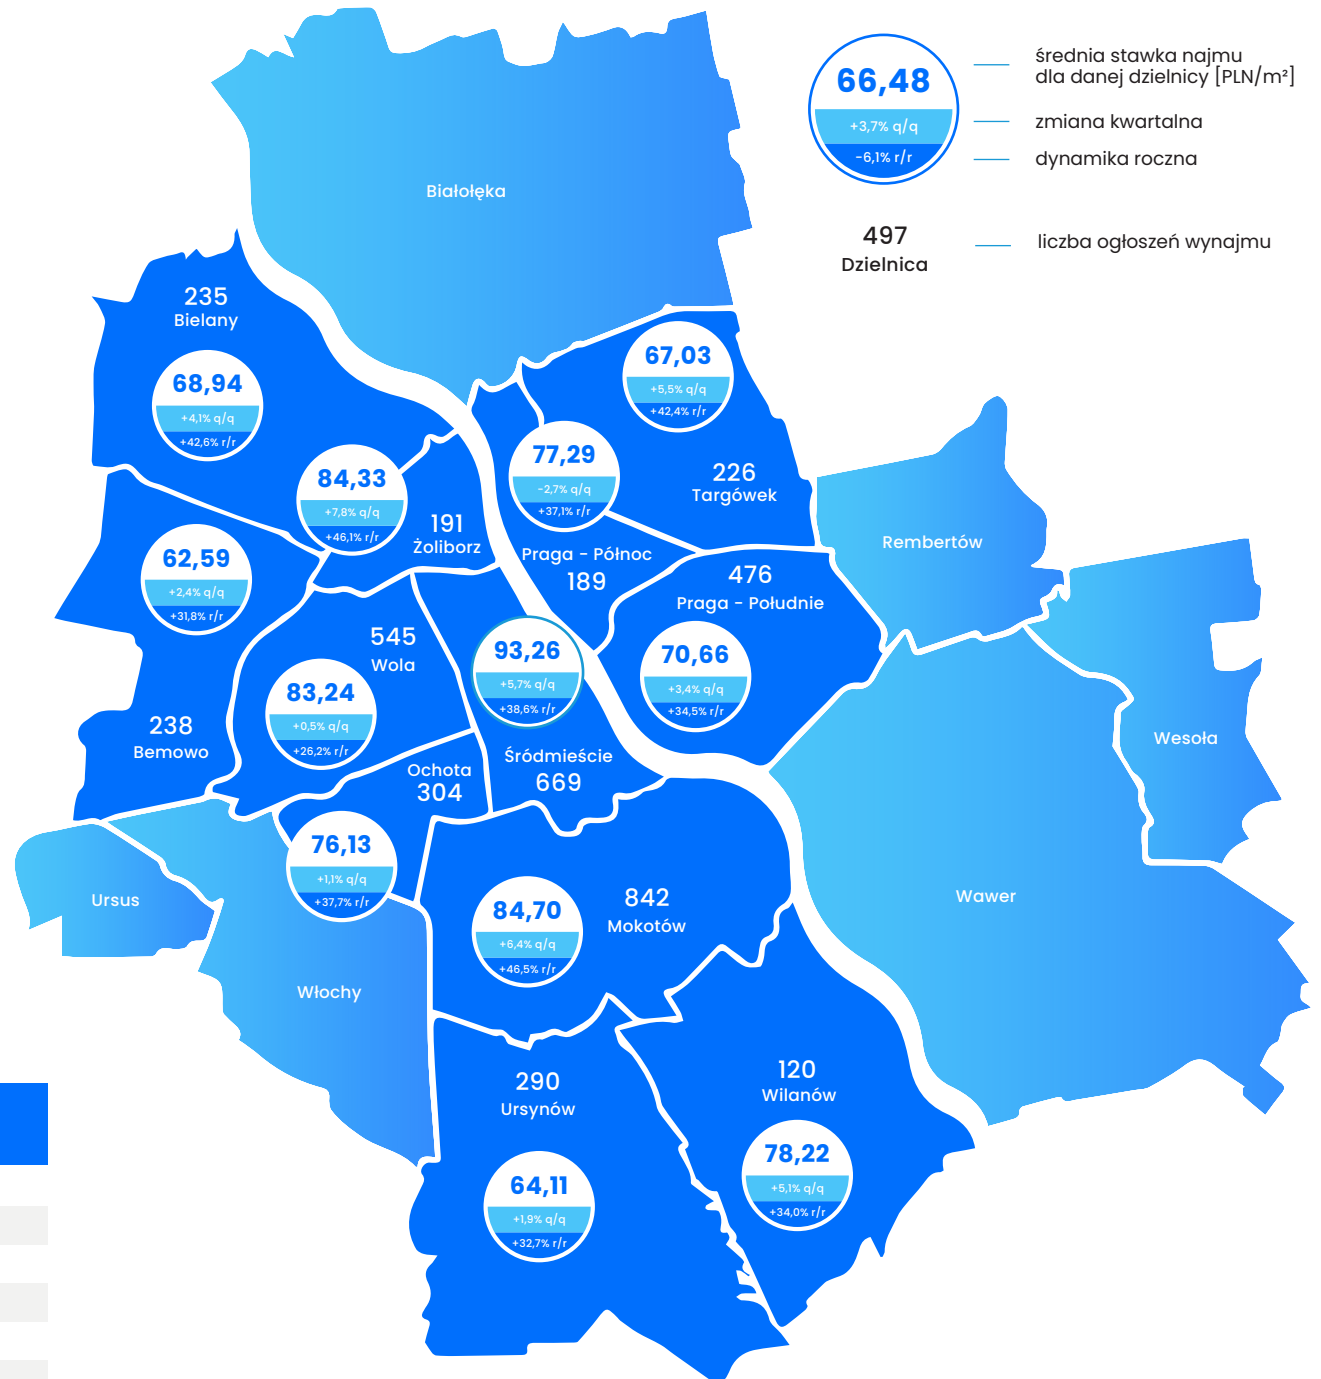 66,48
+3,7% q/q
-6,1% r/r
średnia stawka najmu
dla danej dzielnicy [PLN/m²]
zmiana kwartalna
dynamika roczna
497
Dzielnica
liczba ogłoszeń wynajmu
Białołęka
235
Bielany
68,94
+4,1% q/q
+42,6% r/r
67,03
+5,5% q/q
+42,4% r/r
226
Targówek
77,29
-2,7% q/q
+37,1% r/r
Praga - Północ
189
84,33
+7,8% q/q
+46,1% r/r
191
Żoliborz
62,59
+2,4% q/q
+31,8% r/r
238
Bemowo
Rembertów
476
Praga - Południe
70,66
+3,4% q/q
+34,5% r/r
545
Wola
83,24
+0,5% q/q
+26,2% r/r
93,26
+5,7% q/q
+38,6% r/r
Śródmieście
669
Wesoła
Ochota
304
76,13
+1,1% q/q
+37,7% r/r
Ursus
Włochy
84,70
+6,4% q/q
+46,5% r/r
842
Mokotów
Wawer
290
Ursynów
64,11
+1,9% q/q
+32,7% r/r
120
Wilanów
78,22
+5,1% q/q
+34,0% r/r